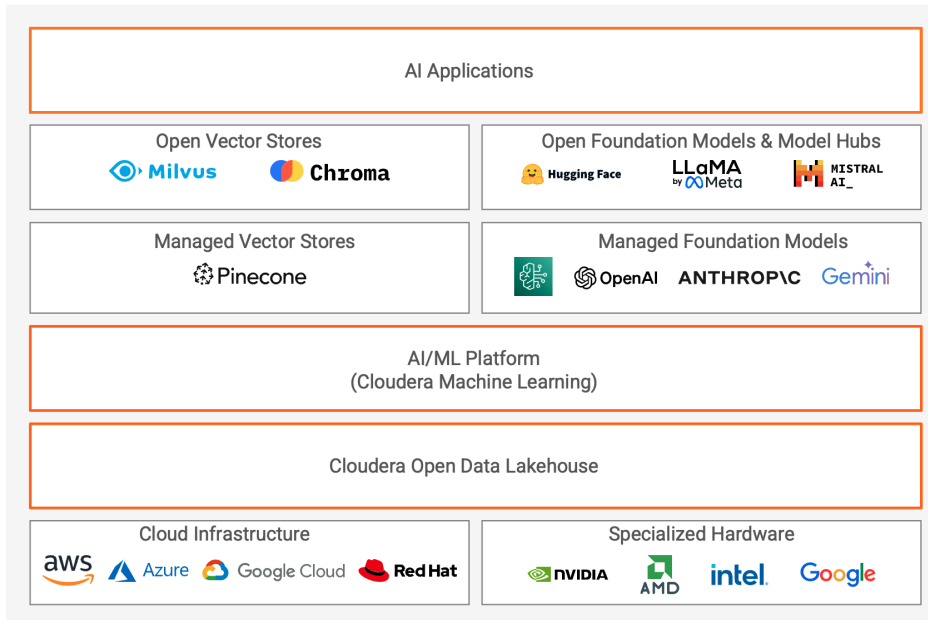 AI Applications
Open Vector Stores
Milvus
Chroma
Open Foundation Models & Model Hubs
Hugging Face
LLaMA
by Meta
MISTRAL
AI_
Managed Vector Stores
Pinecone
Managed Foundation Models
OpenAI
ANTHROP\C
Gemini
AI/ML Platform
(Cloudera Machine Learning)
Cloudera Open Data Lakehouse
Cloud Infrastructure
aws
Azure
Google Cloud
Red Hat
Specialized Hardware
NVIDIA
AMD
intel.
Google